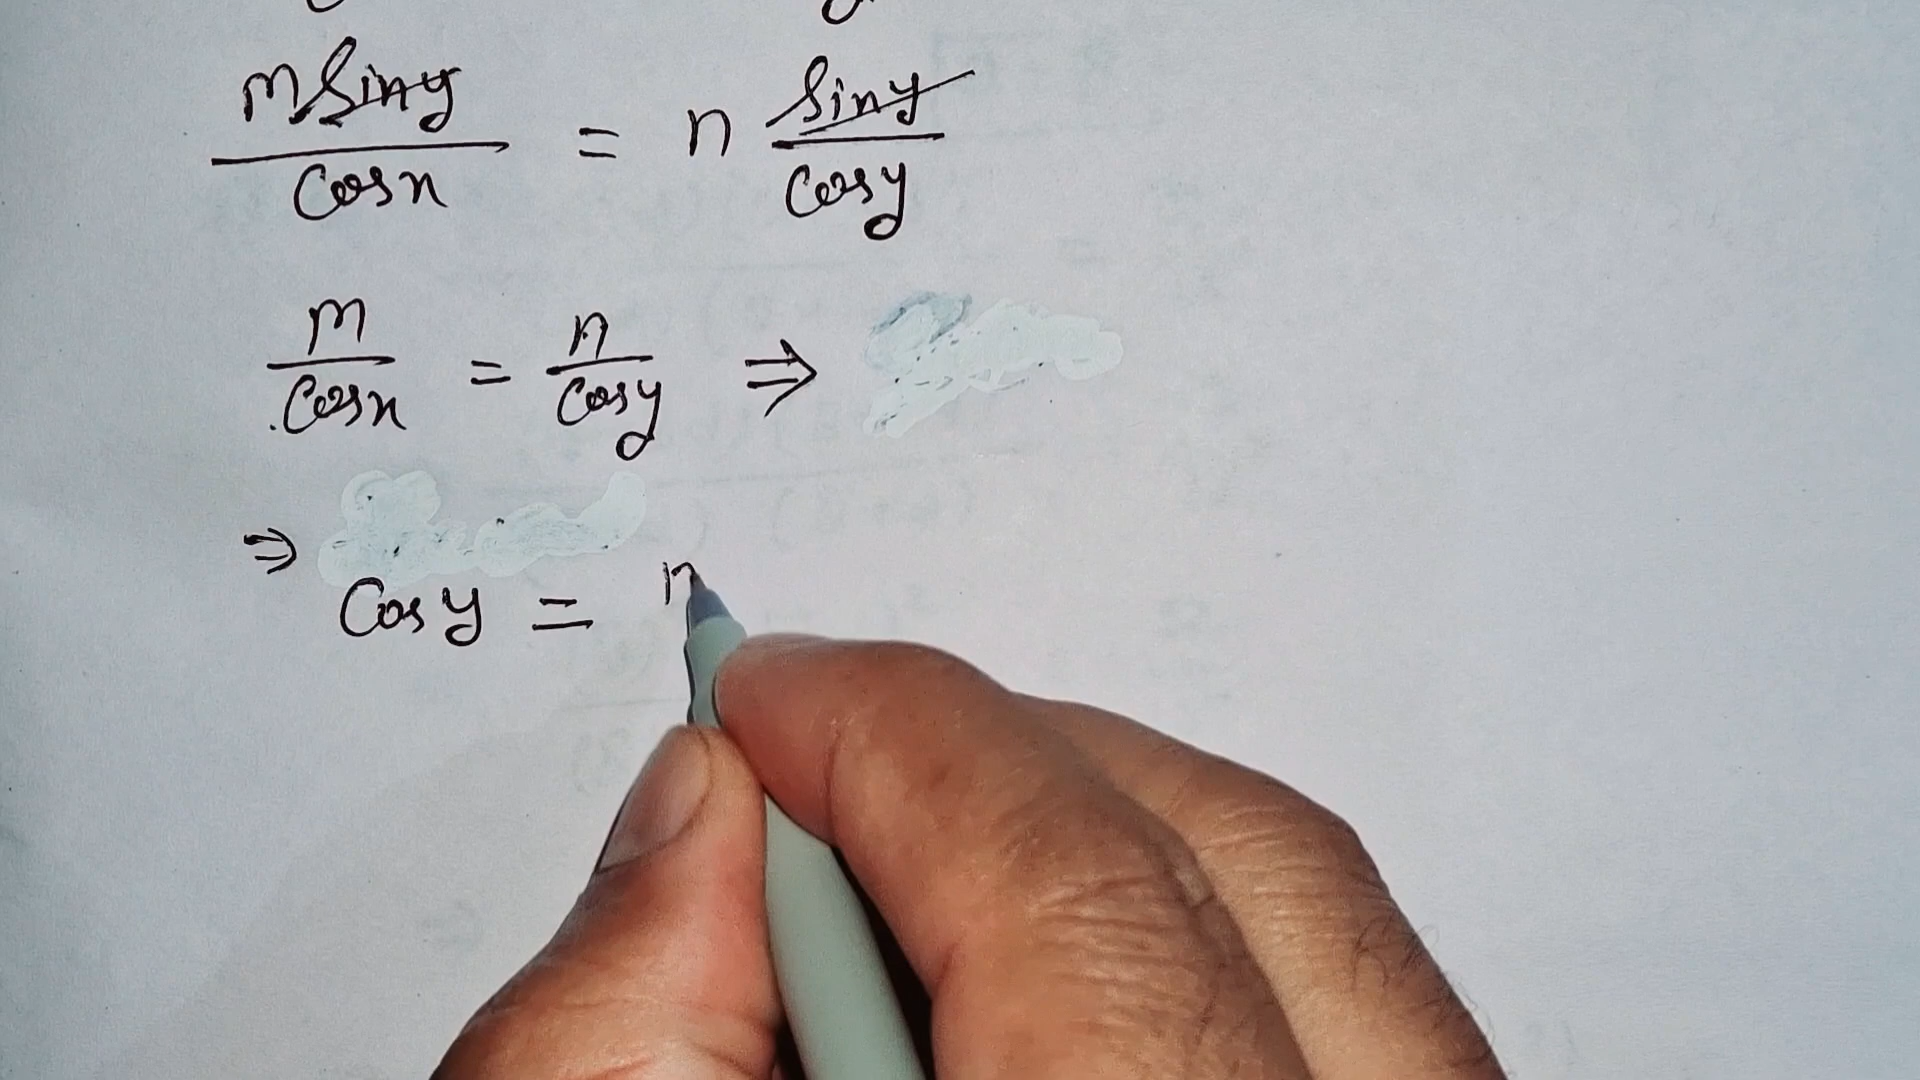 m sin y / cos x = n sin y / cos y
m / cos x = n / cos y ⇒
⇒
cos y = n